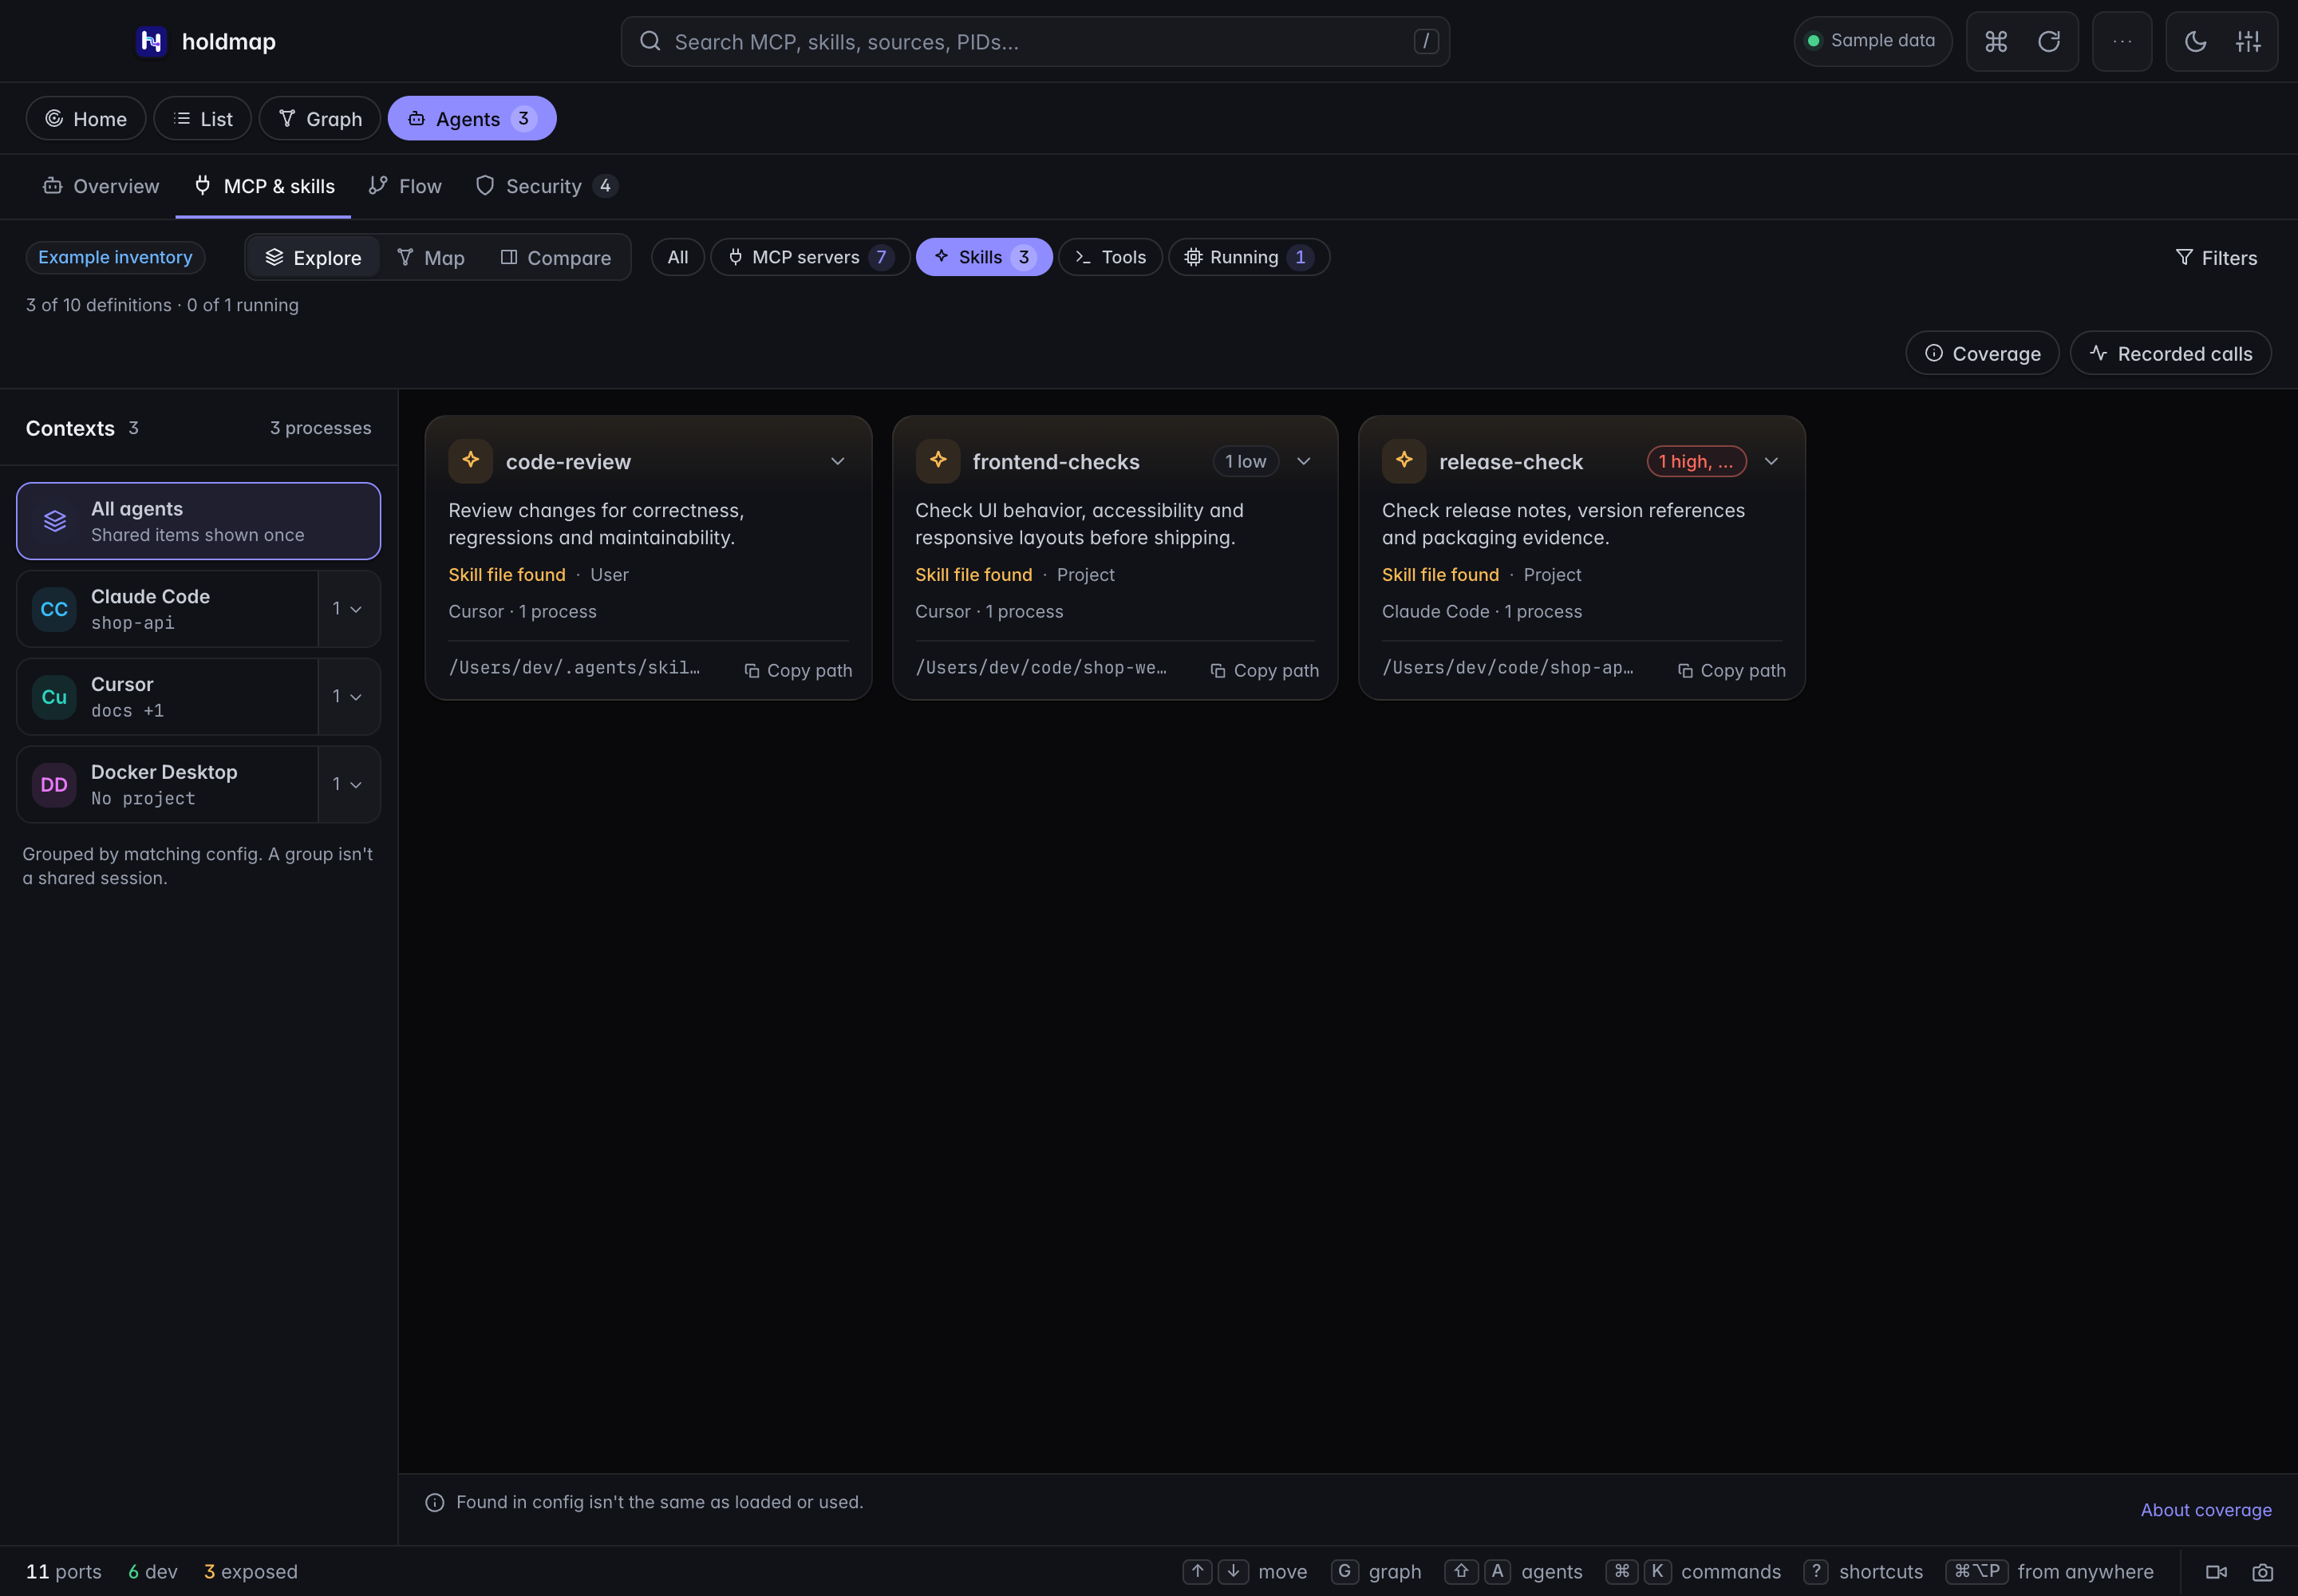 holdmap
Search MCP, skills, sources, PIDs...
/
Sample data
Home
List
Graph
Agents 3
Overview
MCP & skills
Flow
Security 4
Example inventory
Explore
Map
Compare
All
MCP servers 7
Skills 3
Tools
Running 1
Filters
3 of 10 definitions · 0 of 1 running
Coverage
Recorded calls
Contexts 3
3 processes
All agents
Shared items shown once
CC
Claude Code
shop-api
1
Cu
Cursor
docs +1
1
DD
Docker Desktop
No project
1
Grouped by matching config. A group isn't
a shared session.
code-review
Review changes for correctness,
regressions and maintainability.
Skill file found · User
Cursor · 1 process
/Users/dev/.agents/skil…
Copy path
frontend-checks
1 low
Check UI behavior, accessibility and
responsive layouts before shipping.
Skill file found · Project
Cursor · 1 process
/Users/dev/code/shop-we…
Copy path
release-check
1 high, ...
Check release notes, version references
and packaging evidence.
Skill file found · Project
Claude Code · 1 process
/Users/dev/code/shop-ap…
Copy path
Found in config isn't the same as loaded or used.
About coverage
11 ports
6 dev
3 exposed
↑ ↓ move
G graph
⇧ A agents
⌘ K commands
? shortcuts
⌘⌥P from anywhere